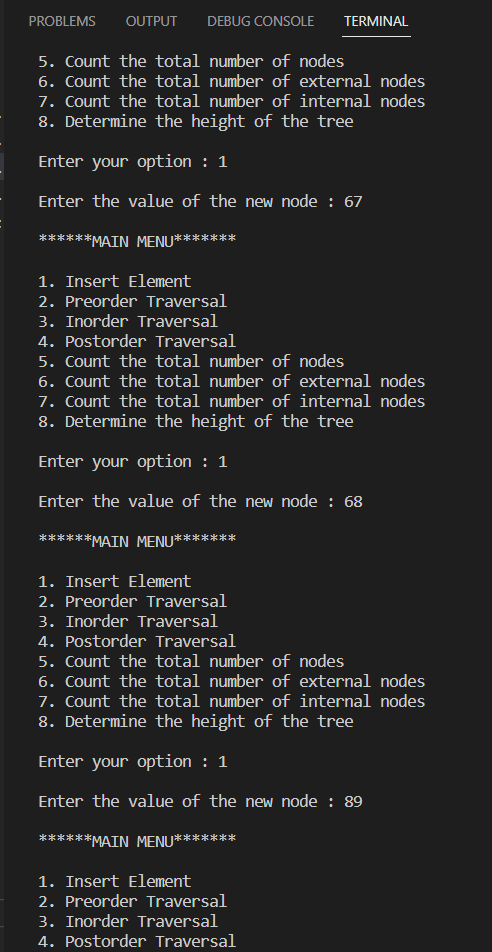 PROBLEMS OUTPUT DEBUG CONSOLE TERMINAL
5. Count the total number of nodes
6. Count the total number of external nodes
7. Count the total number of internal nodes
8. Determine the height of the tree
Enter your option : 1
Enter the value of the new node : 67
******MAIN MENU*******
1. Insert Element
2. Preorder Traversal
3. Inorder Traversal
4. Postorder Traversal
5. Count the total number of nodes
6. Count the total number of external nodes
7. Count the total number of internal nodes
8. Determine the height of the tree
Enter your option : 1
Enter the value of the new node : 68
******MAIN MENU*******
1. Insert Element
2. Preorder Traversal
3. Inorder Traversal
4. Postorder Traversal
5. Count the total number of nodes
6. Count the total number of external nodes
7. Count the total number of internal nodes
8. Determine the height of the tree
Enter your option : 1
Enter the value of the new node : 89
******MAIN MENU*******
1. Insert Element
2. Preorder Traversal
3. Inorder Traversal
4. Postorder Traversal